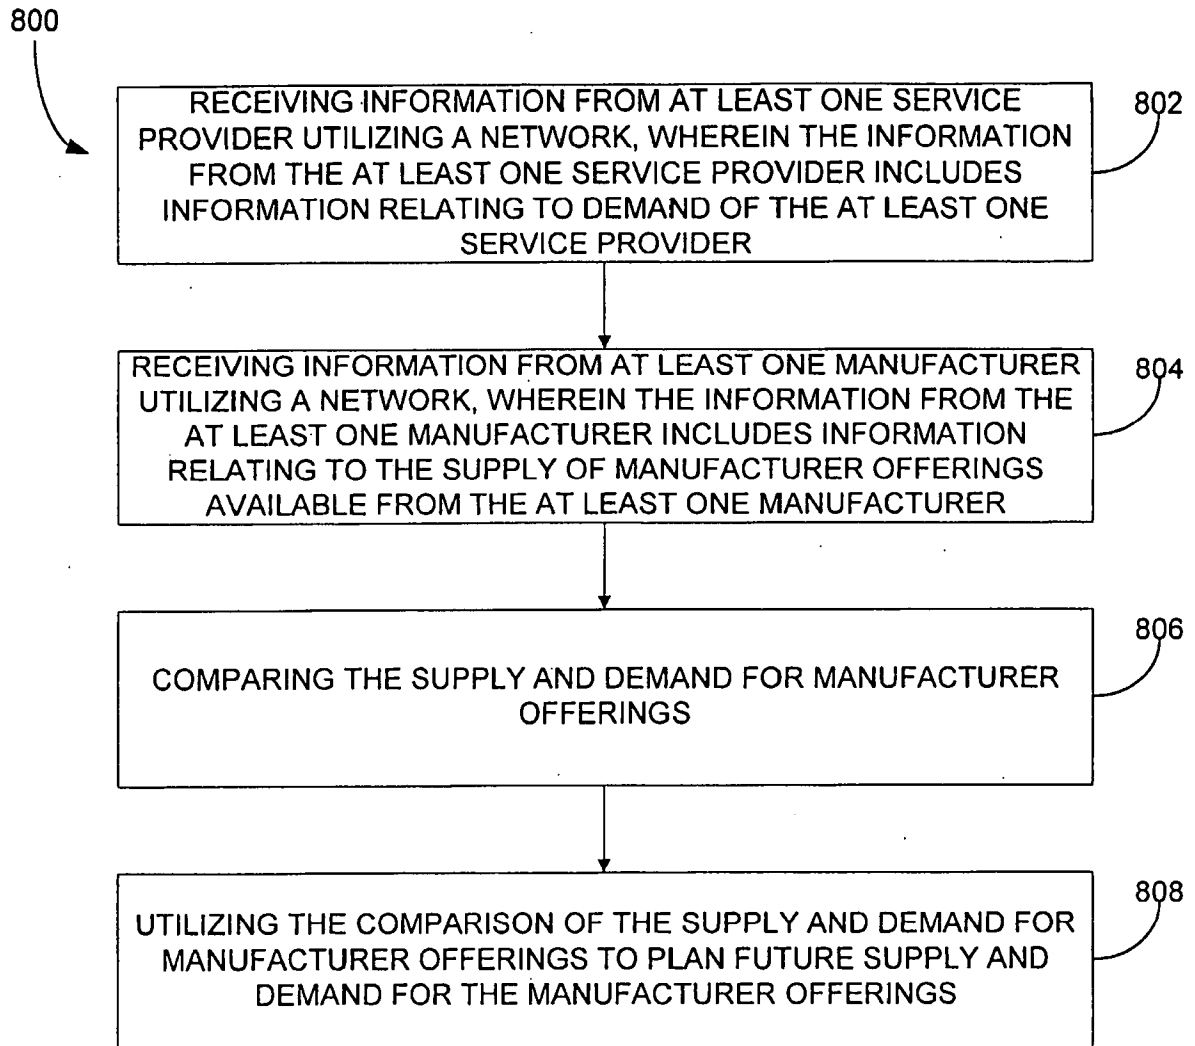 800
RECEIVING INFORMATION FROM AT LEAST ONE SERVICE
PROVIDER UTILIZING A NETWORK, WHEREIN THE INFORMATION
FROM THE AT LEAST ONE SERVICE PROVIDER INCLUDES
INFORMATION RELATING TO DEMAND OF THE AT LEAST ONE
SERVICE PROVIDER
802
RECEIVING INFORMATION FROM AT LEAST ONE MANUFACTURER
UTILIZING A NETWORK, WHEREIN THE INFORMATION FROM THE
AT LEAST ONE MANUFACTURER INCLUDES INFORMATION
RELATING TO THE SUPPLY OF MANUFACTURER OFFERINGS
AVAILABLE FROM THE AT LEAST ONE MANUFACTURER
804
COMPARING THE SUPPLY AND DEMAND FOR MANUFACTURER
OFFERINGS
806
UTILIZING THE COMPARISON OF THE SUPPLY AND DEMAND FOR
MANUFACTURER OFFERINGS TO PLAN FUTURE SUPPLY AND
DEMAND FOR THE MANUFACTURER OFFERINGS
808